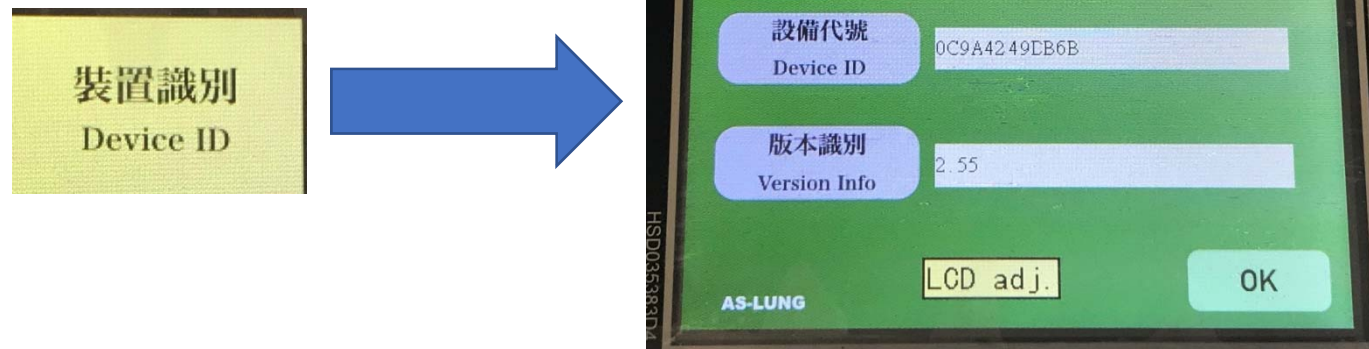 裝置識別
Device ID
設備代號
Device ID
0C9A4249DB6B
版本識別
Version Info
2.55
LCD adj.
OK
AS-LUNG
HSD035383D4